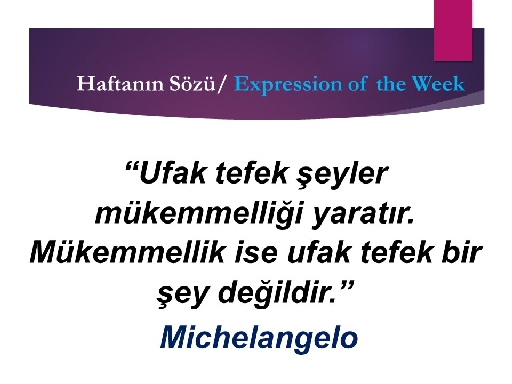 Haftanın Sözü/ Expression of the Week
“Ufak tefek şeyler
mükemmelliği yaratır.
Mükemmellik ise ufak tefek bir
şey değildir.”
Michelangelo